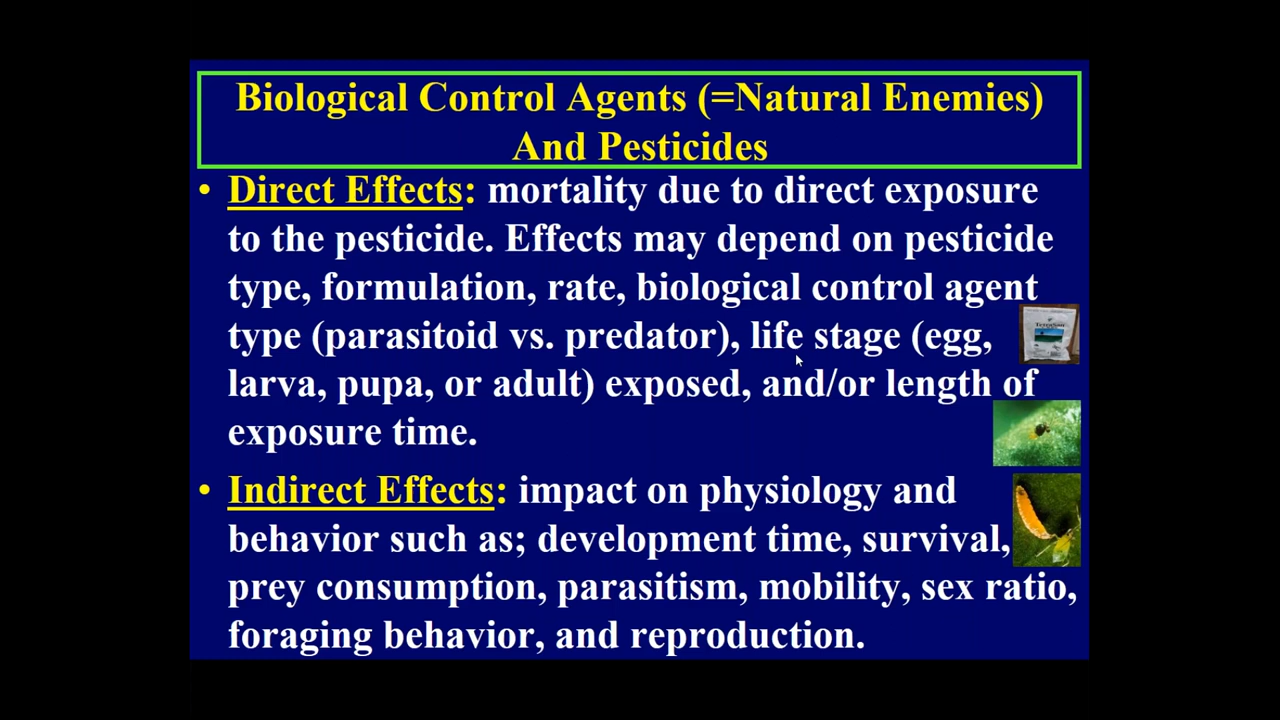 Biological Control Agents (=Natural Enemies)
And Pesticides
• Direct Effects: mortality due to direct exposure
to the pesticide. Effects may depend on pesticide
type, formulation, rate, biological control agent
type (parasitoid vs. predator), life stage (egg,
larva, pupa, or adult) exposed, and/or length of
exposure time.
• Indirect Effects: impact on physiology and
behavior such as; development time, survival,
prey consumption, parasitism, mobility, sex ratio,
foraging behavior, and reproduction.